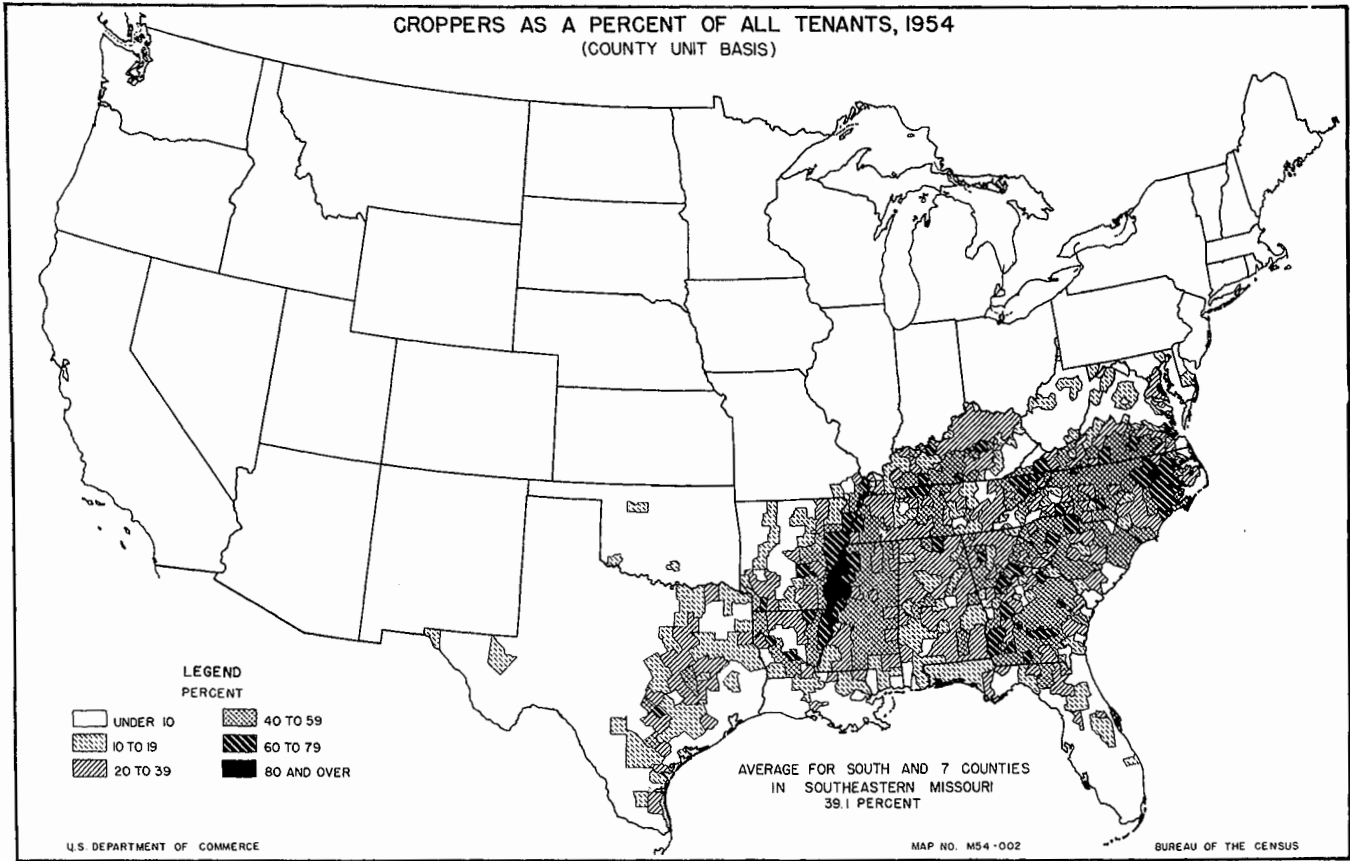 CROPPERS AS A PERCENT OF ALL TENANTS, 1954
(COUNTY UNIT BASIS)
LEGEND
PERCENT
UNDER 10
10 TO 19
20 TO 39
40 TO 59
60 TO 79
80 AND OVER
AVERAGE FOR SOUTH AND 7 COUNTIES
IN SOUTHEASTERN MISSOURI
39.1 PERCENT
U.S. DEPARTMENT OF COMMERCE
MAP NO. M54-002
BUREAU OF THE CENSUS